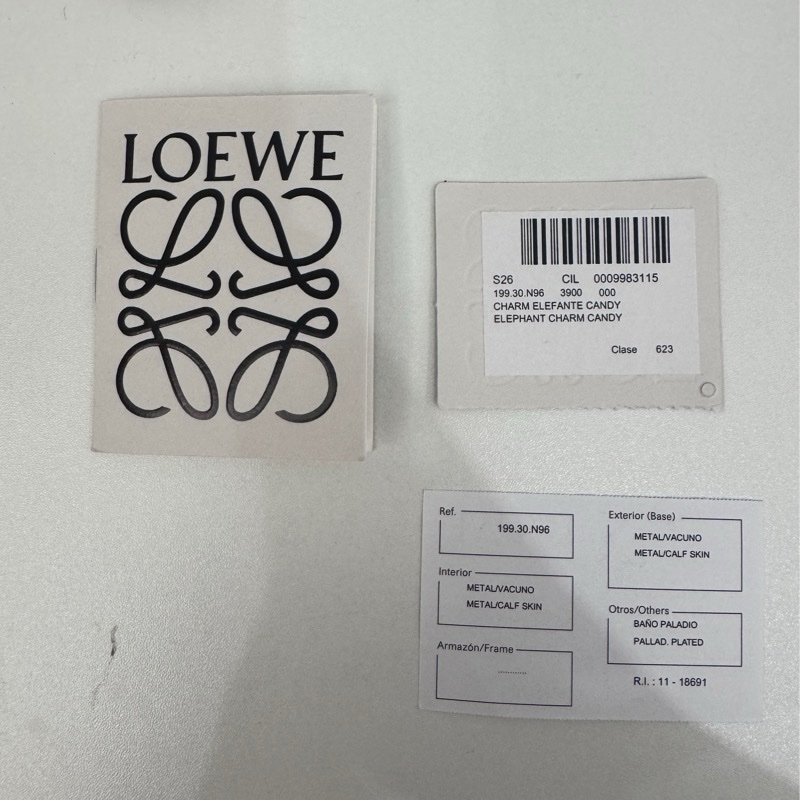 LOEWE
S26 CIL 0009983115
199.30.N96 3900 000
CHARM ELEFANTE CANDY
ELEPHANT CHARM CANDY
Clase 623
Ref.
199.30.N96
Interior
METAL/VACUNO
METAL/CALF SKIN
Armazón/Frame
............
Exterior (Base)
METAL/VACUNO
METAL/CALF SKIN
Otros/Others
BAÑO PALADIO
PALLAD. PLATED
R.I. : 11 - 18691